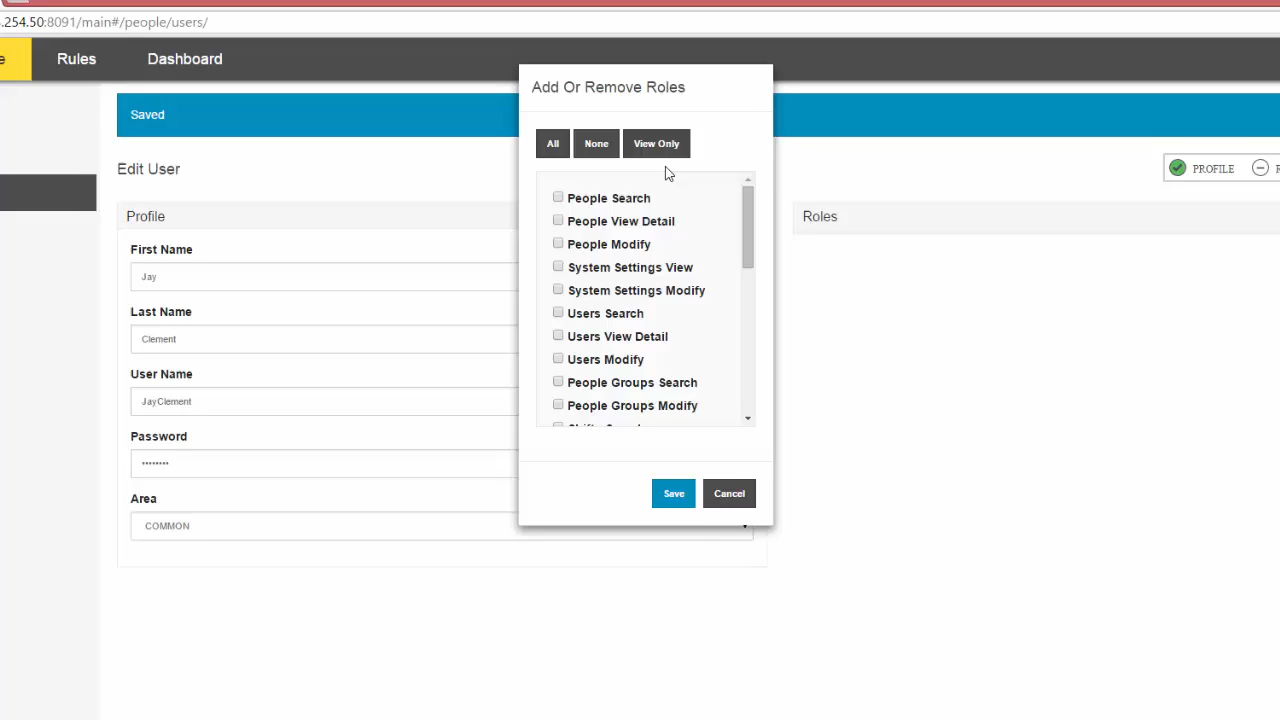 .254.50:8091/main#/people/users/
e Rules Dashboard
Add Or Remove Roles
Saved
All None View Only
Edit User
PROFILE
Profile
Roles
People Search
People View Detail
People Modify
System Settings View
System Settings Modify
Users Search
Users View Detail
Users Modify
People Groups Search
People Groups Modify
First Name
Jay
Last Name
Clement
User Name
JayClement
Password
********
Area
COMMON
Save Cancel